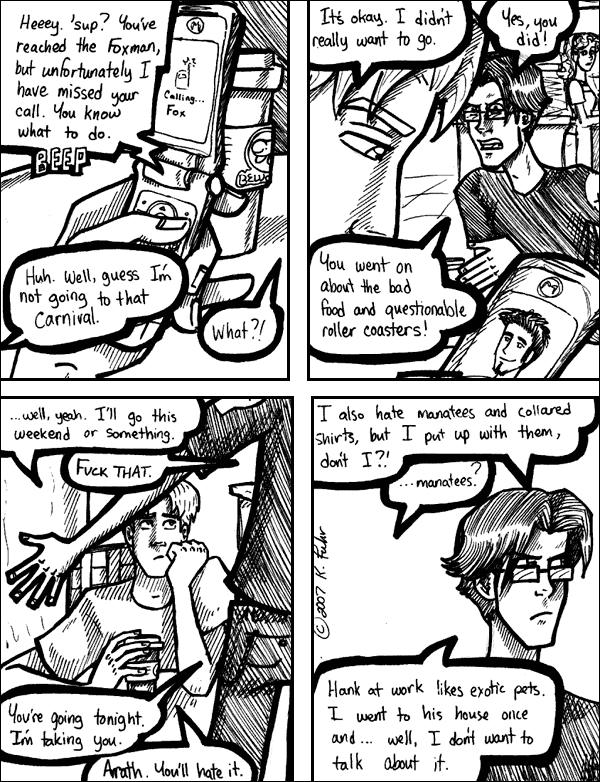 Heeey. 'sup? You've
reached the Foxman,
but unfortunately I
have missed your
call. You know
what to do.
Calling...
Fox
BEEP
Huh. Well, guess I'm
not going to that
Carnival.
What?!
It's okay. I didn't
really want to go.
Yes, you
did!
You went on
about the bad
food and questionable
roller coasters!
...well, yeah. I'll go this
weekend or something.
FUCK THAT.
You're going tonight.
I'm taking you.
Arath. You'll hate it.
I also hate manatees and collared
shirts, but I put up with them,
don't I?!
...manatees?
©2007 K. Fuhr
Hank at work likes exotic pets.
I went to his house once
and... well, I don't want to
talk about it.